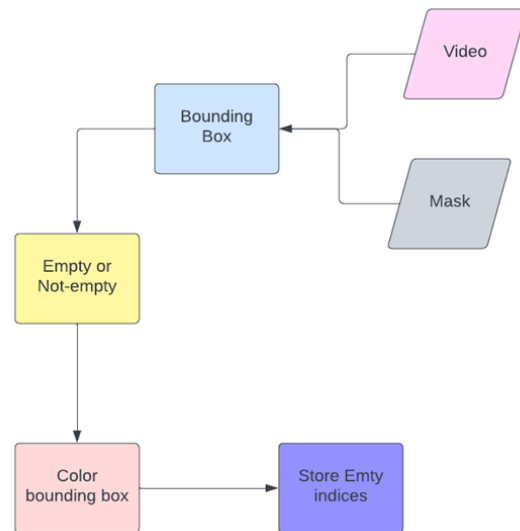 Video
Bounding
Box
Mask
Empty or
Not-empty
Color
bounding box
Store Emty
indices